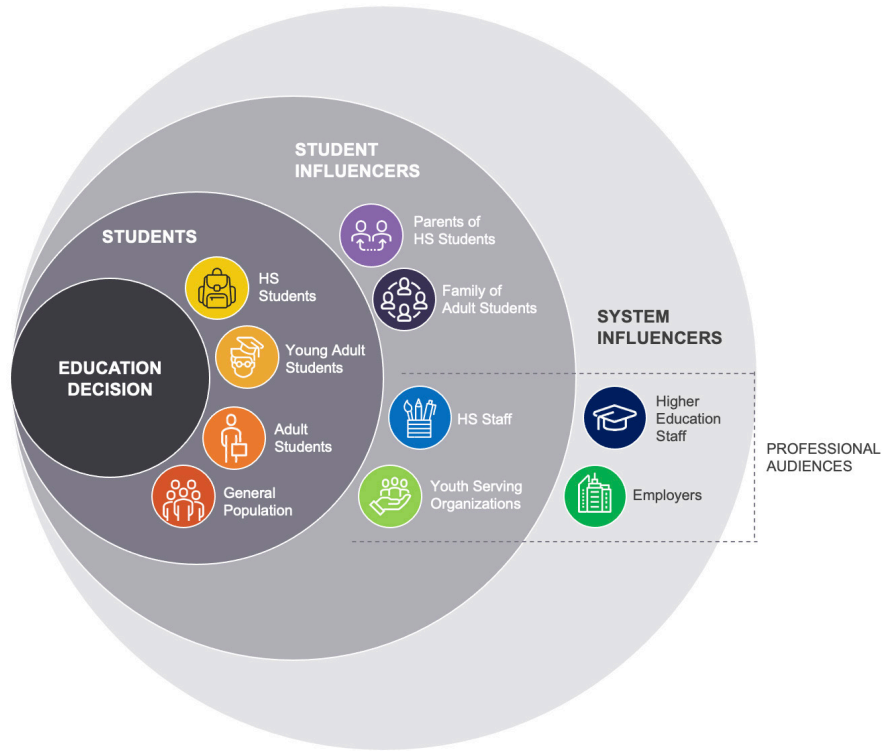 STUDENT
INFLUENCERS
Parents of
HS Students
STUDENTS
HS
Students
Family of
Adult Students
SYSTEM
INFLUENCERS
EDUCATION
DECISION
Young Adult
Students
Adult
Students
HS Staff
Higher
Education
Staff
PROFESSIONAL
AUDIENCES
General
Population
Youth Serving
Organizations
Employers